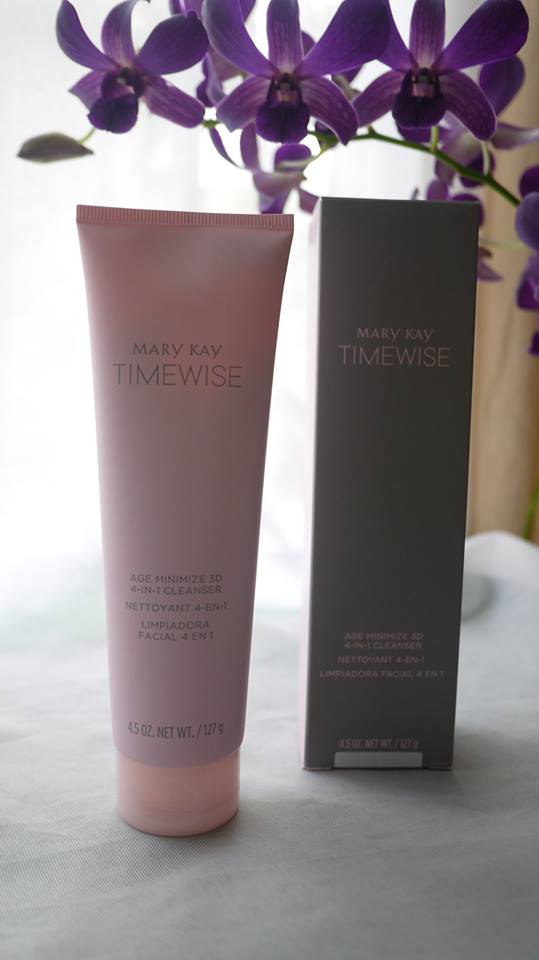 MARY KAY
TIMEWISE
AGE MINIMIZE 3D
4-IN-1 CLEANSER
NETTOYANT 4-EN-1
LIMPIADORA
FACIAL 4 EN 1
4.5 OZ. NET WT. / 127 g
MARY KAY
TIMEWISE
AGE MINIMIZE 3D
4-IN-1 CLEANSER
NETTOYANT 4-EN-1
LIMPIADORA FACIAL 4 EN 1
4.5 OZ. NET WT. / 127 g